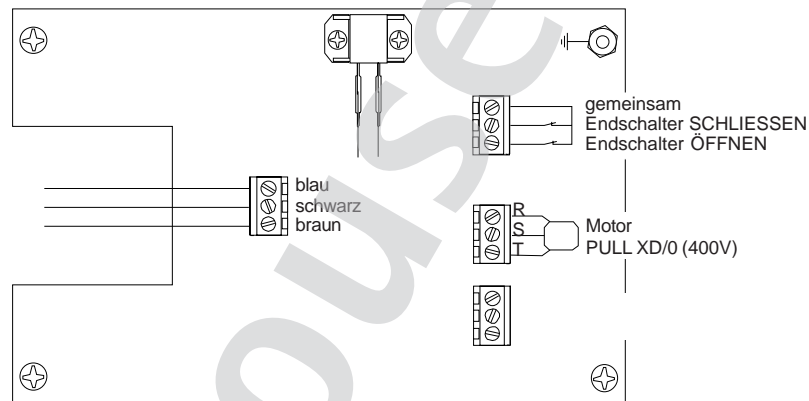 gemeinsam
Endschalter SCHLIESSEN
Endschalter ÖFFNEN
blau
schwarz
braun
R
S
T
Motor
PULL XD/0 (400V)